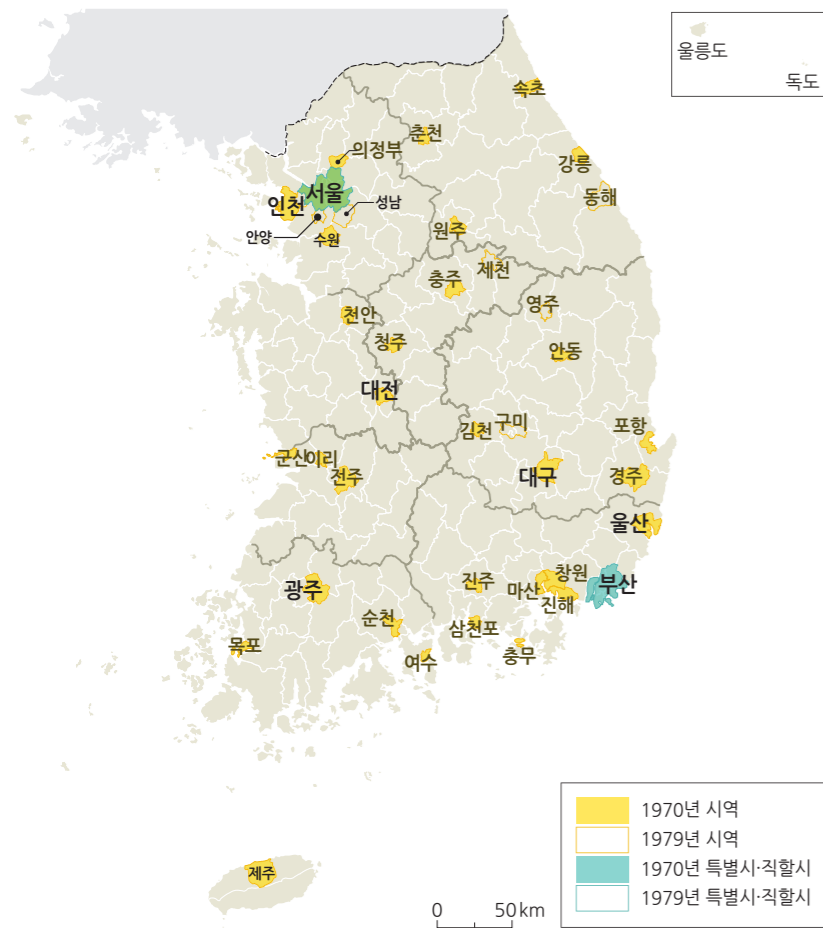 울릉도
독도
속초
춘천
의정부
강릉
서울
인천
성남
동해
안양
수원
원주
제천
충주
영주
천안
청주
안동
대전
김천
구미
포항
군산
이리
전주
대구
경주
울산
광주
진주
마산
창원
부산
진해
순천
삼천포
목포
여수
충무
제주
1970년 시역
1979년 시역
1970년 특별시·직할시
1979년 특별시·직할시
0 50km